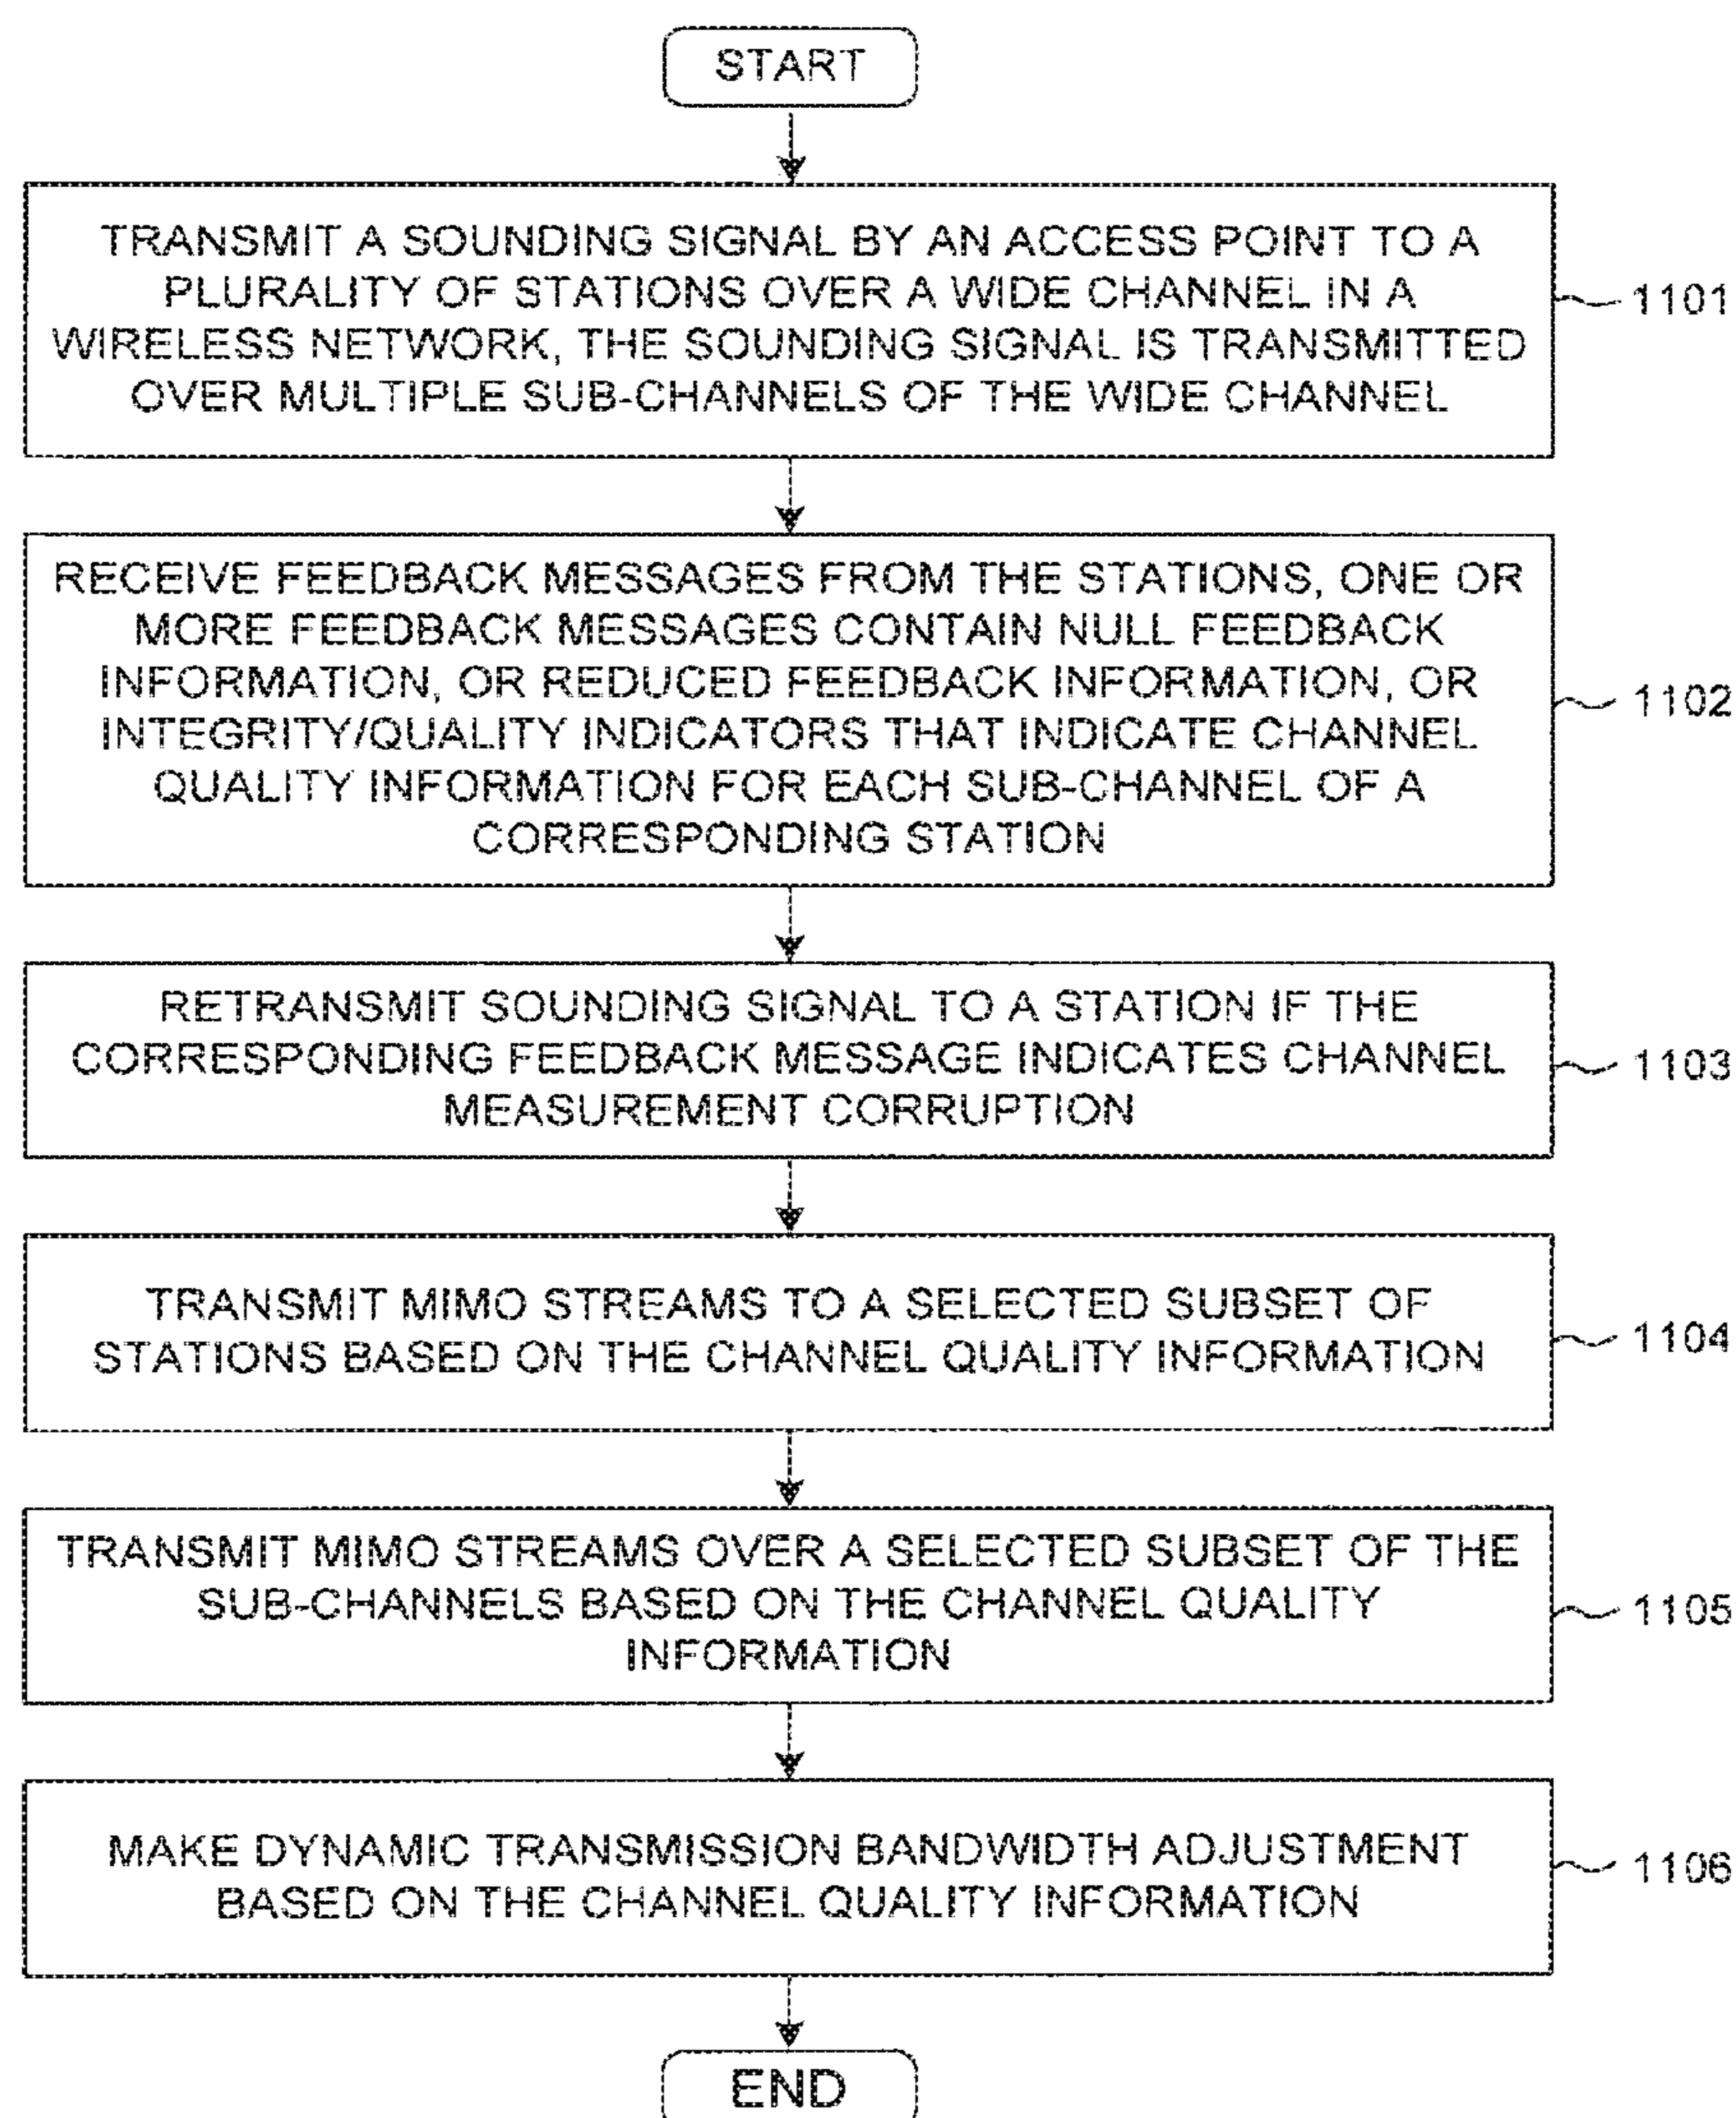 START
TRANSMIT A SOUNDING SIGNAL BY AN ACCESS POINT TO A
PLURALITY OF STATIONS OVER A WIDE CHANNEL IN A
WIRELESS NETWORK, THE SOUNDING SIGNAL IS TRANSMITTED
OVER MULTIPLE SUB-CHANNELS OF THE WIDE CHANNEL
1101
RECEIVE FEEDBACK MESSAGES FROM THE STATIONS, ONE OR
MORE FEEDBACK MESSAGES CONTAIN NULL FEEDBACK
INFORMATION, OR REDUCED FEEDBACK INFORMATION, OR
INTEGRITY/QUALITY INDICATORS THAT INDICATE CHANNEL
QUALITY INFORMATION FOR EACH SUB-CHANNEL OF A
CORRESPONDING STATION
1102
RETRANSMIT SOUNDING SIGNAL TO A STATION IF THE
CORRESPONDING FEEDBACK MESSAGE INDICATES CHANNEL
MEASUREMENT CORRUPTION
1103
TRANSMIT MIMO STREAMS TO A SELECTED SUBSET OF
STATIONS BASED ON THE CHANNEL QUALITY INFORMATION
1104
TRANSMIT MIMO STREAMS OVER A SELECTED SUBSET OF THE
SUB-CHANNELS BASED ON THE CHANNEL QUALITY
INFORMATION
1105
MAKE DYNAMIC TRANSMISSION BANDWIDTH ADJUSTMENT
BASED ON THE CHANNEL QUALITY INFORMATION
1106
END